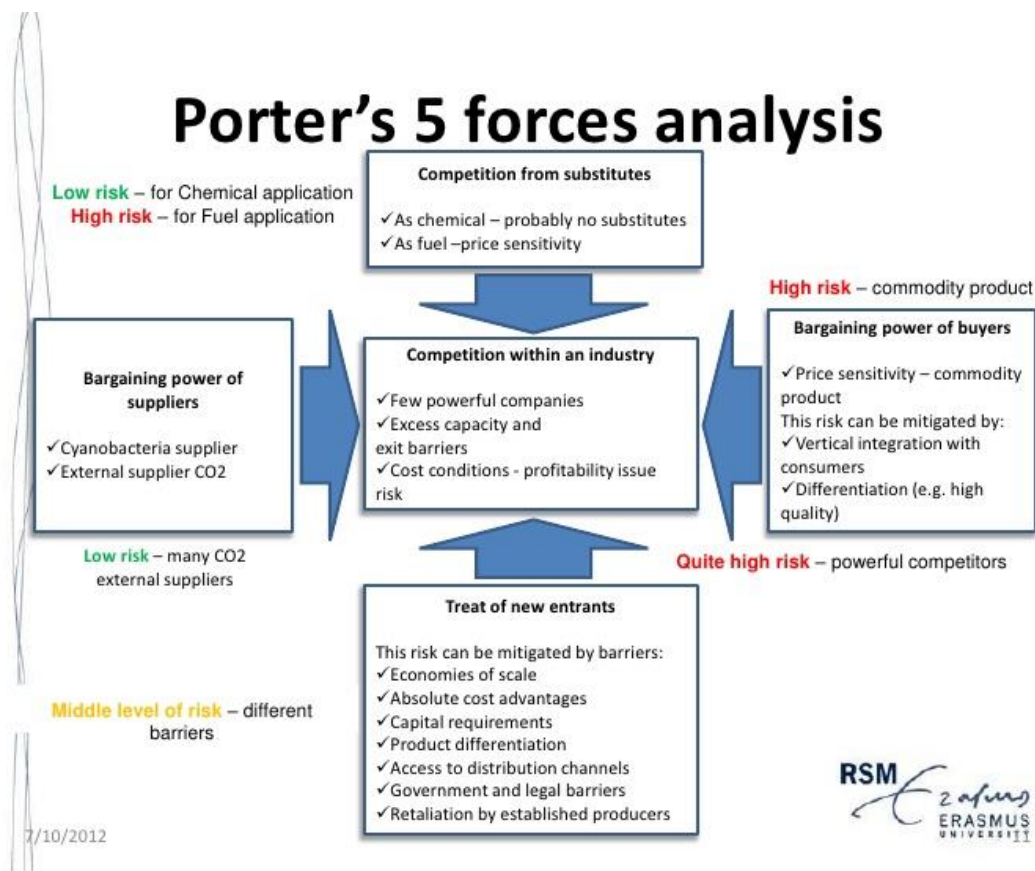 Porter's 5 forces analysis
Low risk – for Chemical application
High risk – for Fuel application
Competition from substitutes
✓As chemical – probably no substitutes
✓As fuel –price sensitivity
High risk – commodity product
Bargaining power of
suppliers
✓Cyanobacteria supplier
✓External supplier CO2
Low risk – many CO2
external suppliers
Competition within an industry
✓Few powerful companies
✓Excess capacity and
exit barriers
✓Cost conditions - profitability issue
risk
Bargaining power of buyers
✓Price sensitivity – commodity
product
This risk can be mitigated by:
✓Vertical integration with
consumers
✓Differentiation (e.g. high
quality)
Quite high risk – powerful competitors
Middle level of risk – different
barriers
Treat of new entrants
This risk can be mitigated by barriers:
✓Economies of scale
✓Absolute cost advantages
✓Capital requirements
✓Product differentiation
✓Access to distribution channels
✓Government and legal barriers
✓Retaliation by established producers
7/10/2012
RSM
Erasmus
ERASMUS
UNIVERSITY
11